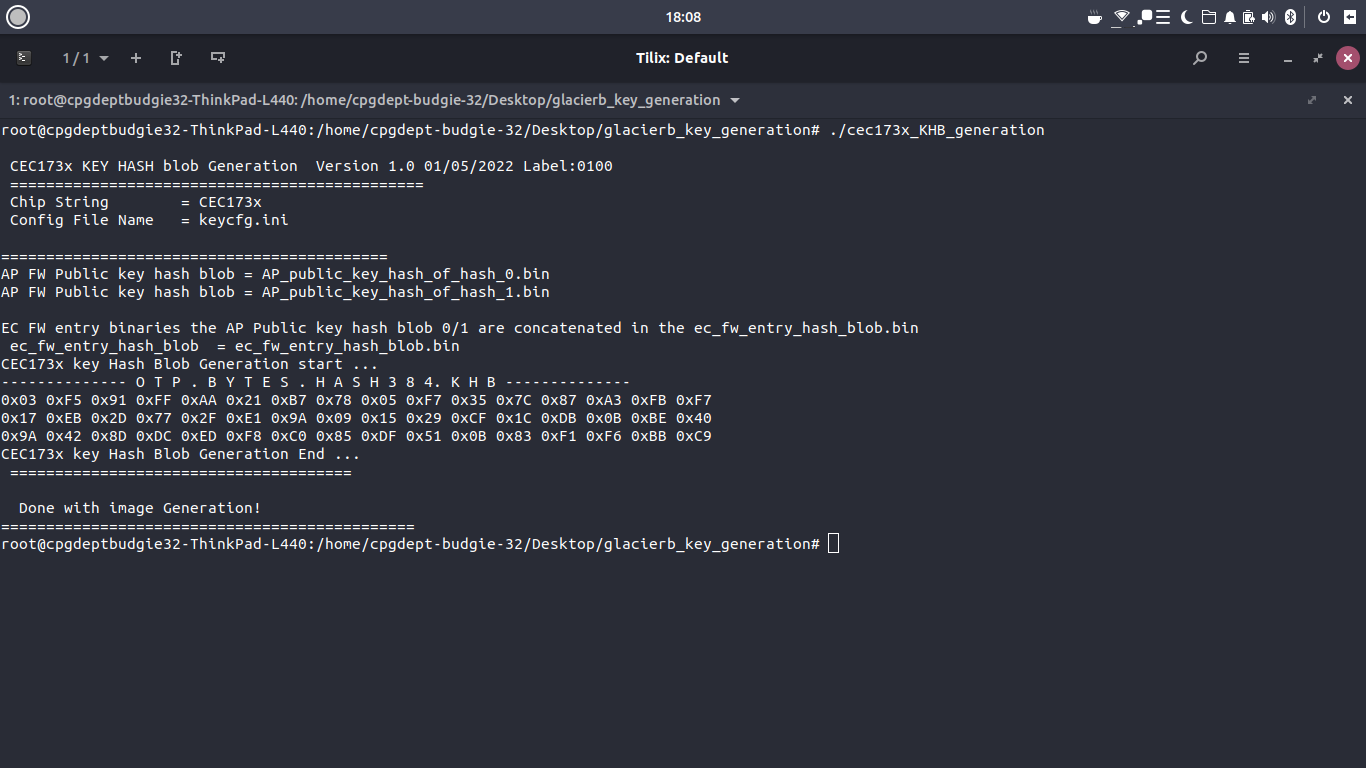 18:08
1 / 1
Tilix: Default
1: root@cpgdeptbudgie32-ThinkPad-L440: /home/cpgdept-budgie-32/Desktop/glacierb_key_generation
root@cpgdeptbudgie32-ThinkPad-L440:/home/cpgdept-budgie-32/Desktop/glacierb_key_generation# ./cec173x_KHB_generation
CEC173x KEY HASH blob Generation  Version 1.0 01/05/2022 Label:0100
==============================================
Chip String        = CEC173x
Config File Name   = keycfg.ini
===========================================
AP FW Public key hash blob = AP_public_key_hash_of_hash_0.bin
AP FW Public key hash blob = AP_public_key_hash_of_hash_1.bin
EC FW entry binaries the AP Public key hash blob 0/1 are concatenated in the ec_fw_entry_hash_blob.bin
ec_fw_entry_hash_blob  = ec_fw_entry_hash_blob.bin
CEC173x key Hash Blob Generation start ...
-------------- O T P . B Y T E S . H A S H 3 8 4. K H B --------------
0x03 0xF5 0x91 0xFF 0xAA 0x21 0xB7 0x78 0x05 0xF7 0x35 0x7C 0x87 0xA3 0xFB 0xF7
0x17 0xEB 0x2D 0x77 0x2F 0xE1 0x9A 0x09 0x15 0x29 0xCF 0x1C 0xDB 0x0B 0xBE 0x40
0x9A 0x42 0x8D 0xDC 0xED 0xF8 0xC0 0x85 0xDF 0x51 0x0B 0x83 0xF1 0xF6 0xBB 0xC9
CEC173x key Hash Blob Generation End ...
======================================
Done with image Generation!
==============================================
root@cpgdeptbudgie32-ThinkPad-L440:/home/cpgdept-budgie-32/Desktop/glacierb_key_generation#